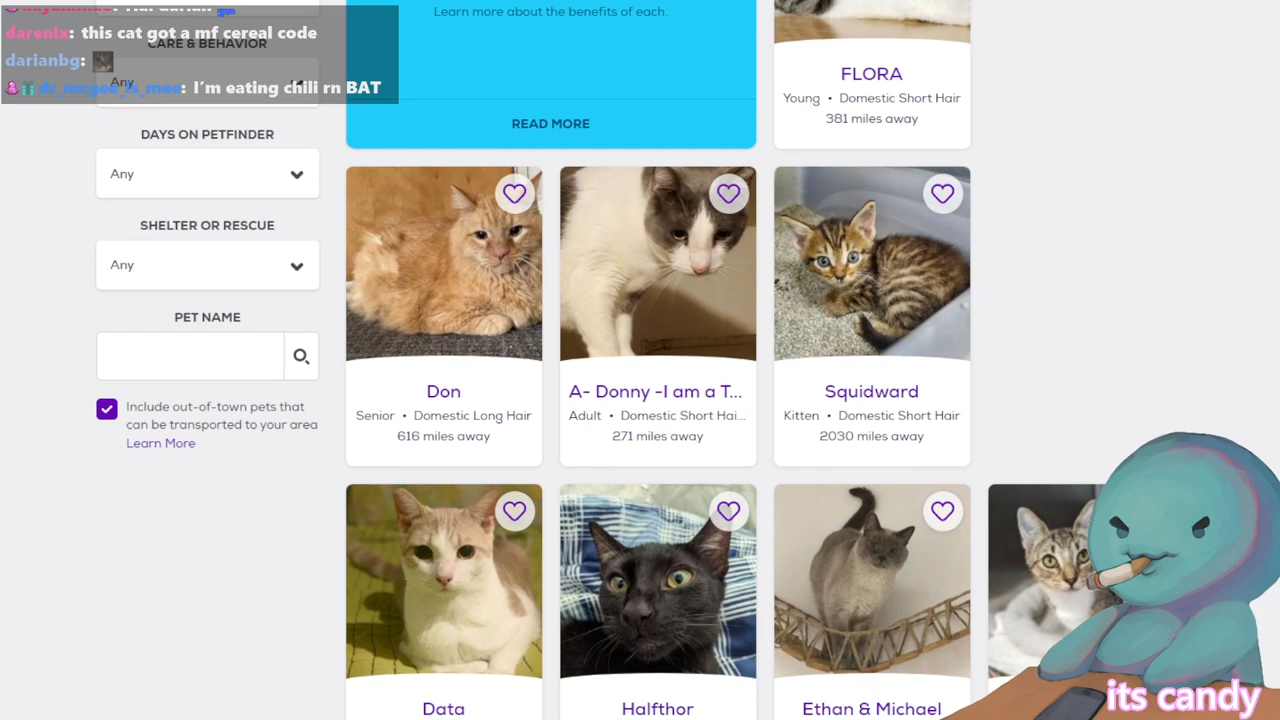 darenix: this cat got a mf cereal code
CARE & BEHAVIOR
darianbg:
Any
dr_mcgee_is_mee: I'm eating chili rn BAT
DAYS ON PETFINDER
Any
SHELTER OR RESCUE
Any
PET NAME
Include out-of-town pets that
can be transported to your area
Learn More
Learn more about the benefits of each.
READ MORE
FLORA
Young • Domestic Short Hair
381 miles away
Don
Senior • Domestic Long Hair
616 miles away
A- Donny -I am a T...
Adult • Domestic Short Hai...
271 miles away
Squidward
Kitten • Domestic Short Hair
2030 miles away
Data
Halfthor
Ethan & Michael
its candy